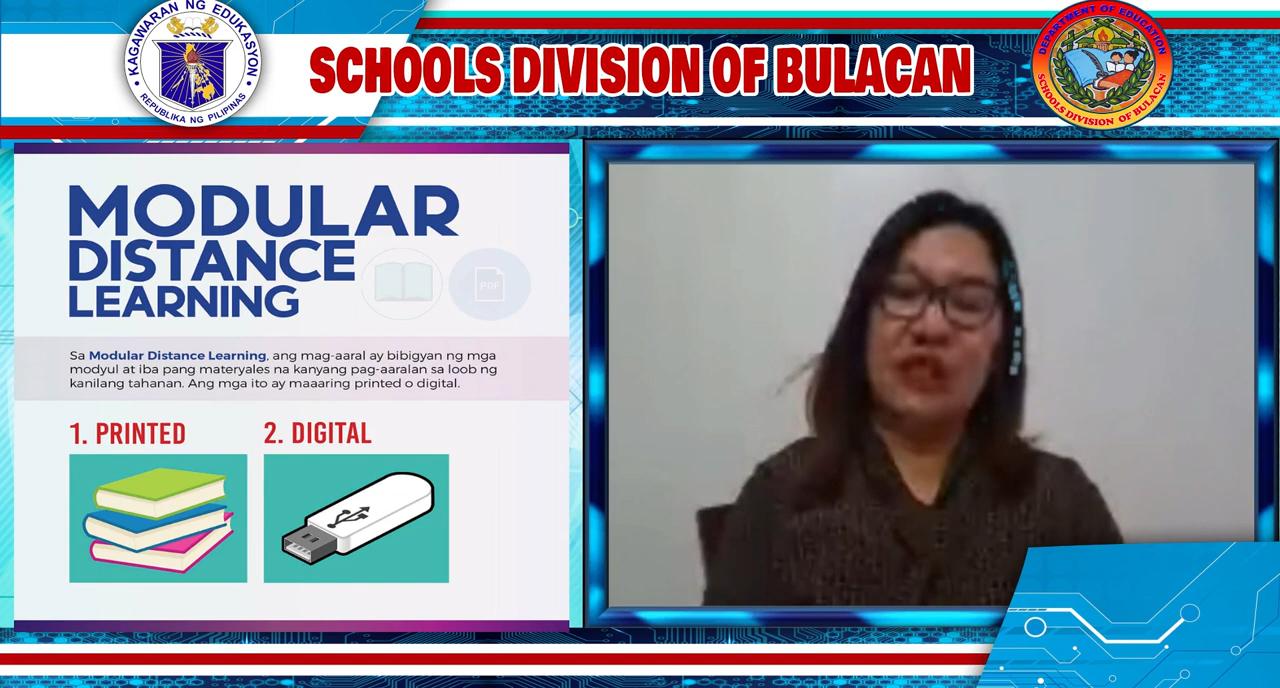 KAGAWARAN NG EDUKASYON
REPUBLIKA NG PILIPINAS
SCHOOLS DIVISION OF BULACAN
DEPARTMENT OF EDUCATION
SCHOOLS DIVISION OF BULACAN
MODULAR
DISTANCE
LEARNING
PDF
Sa Modular Distance Learning, ang mag-aaral ay bibigyan ng mga
modyul at iba pang materyales na kanyang pag-aaralan sa loob ng
kanilang tahanan. Ang mga ito ay maaaring printed o digital.
1. PRINTED
2. DIGITAL